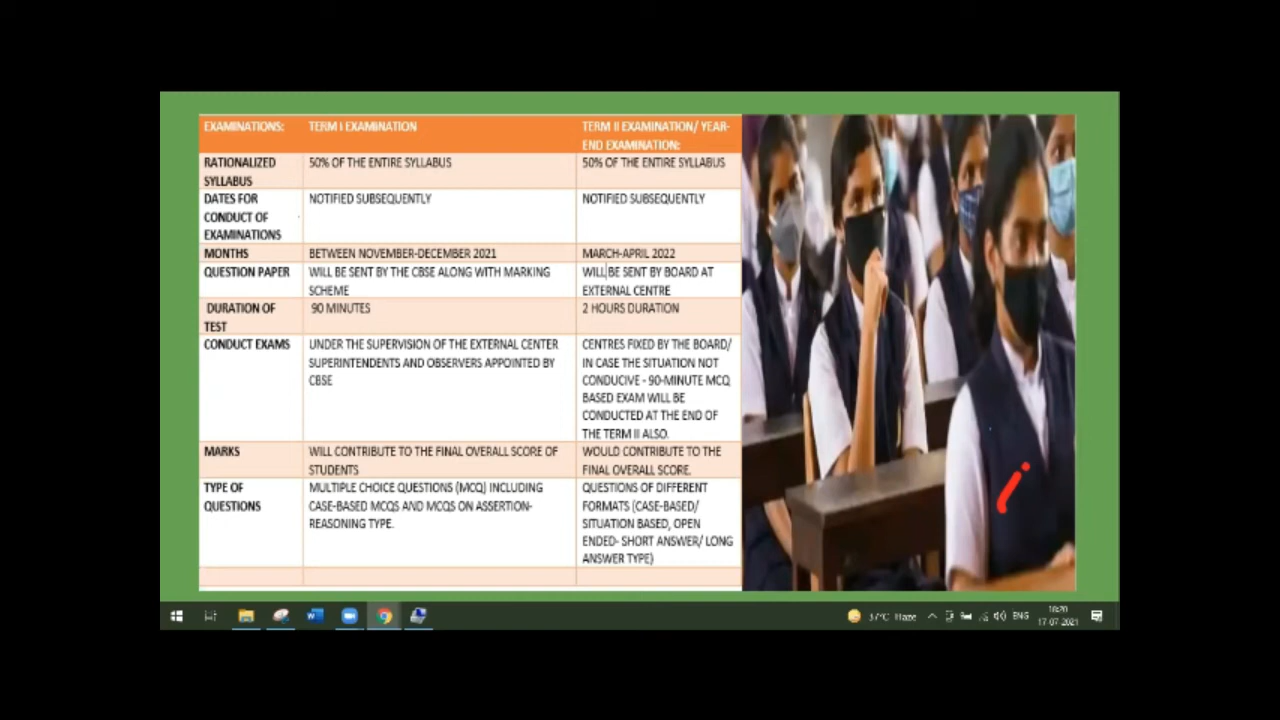 EXAMINATIONS: TERM I EXAMINATION TERM II EXAMINATION/ YEAR-
END EXAMINATION:
RATIONALIZED 50% OF THE ENTIRE SYLLABUS 50% OF THE ENTIRE SYLLABUS
SYLLABUS
DATES FOR NOTIFIED SUBSEQUENTLY NOTIFIED SUBSEQUENTLY
CONDUCT OF
EXAMINATIONS
MONTHS BETWEEN NOVEMBER-DECEMBER 2021 MARCH-APRIL 2022
QUESTION PAPER WILL BE SENT BY THE CBSE ALONG WITH MARKING WILL BE SENT BY BOARD AT
SCHEME EXTERNAL CENTRE
DURATION OF 90 MINUTES 2 HOURS DURATION
TEST
CONDUCT EXAMS UNDER THE SUPERVISION OF THE EXTERNAL CENTER CENTRES FIXED BY THE BOARD/
SUPERINTENDENTS AND OBSERVERS APPOINTED BY IN CASE THE SITUATION NOT
CBSE CONDUCIVE - 90-MINUTE MCQ
BASED EXAM WILL BE
CONDUCTED AT THE END OF
THE TERM II ALSO.
MARKS WILL CONTRIBUTE TO THE FINAL OVERALL SCORE OF WOULD CONTRIBUTE TO THE
STUDENTS FINAL OVERALL SCORE.
TYPE OF MULTIPLE CHOICE QUESTIONS (MCQ) INCLUDING QUESTIONS OF DIFFERENT
QUESTIONS CASE-BASED MCQS AND MCQS ON ASSERTION- FORMATS (CASE-BASED/
REASONING TYPE. SITUATION BASED, OPEN
ENDED- SHORT ANSWER/ LONG
ANSWER TYPE)
37°C Haze ENG 18:20
17-07-2021